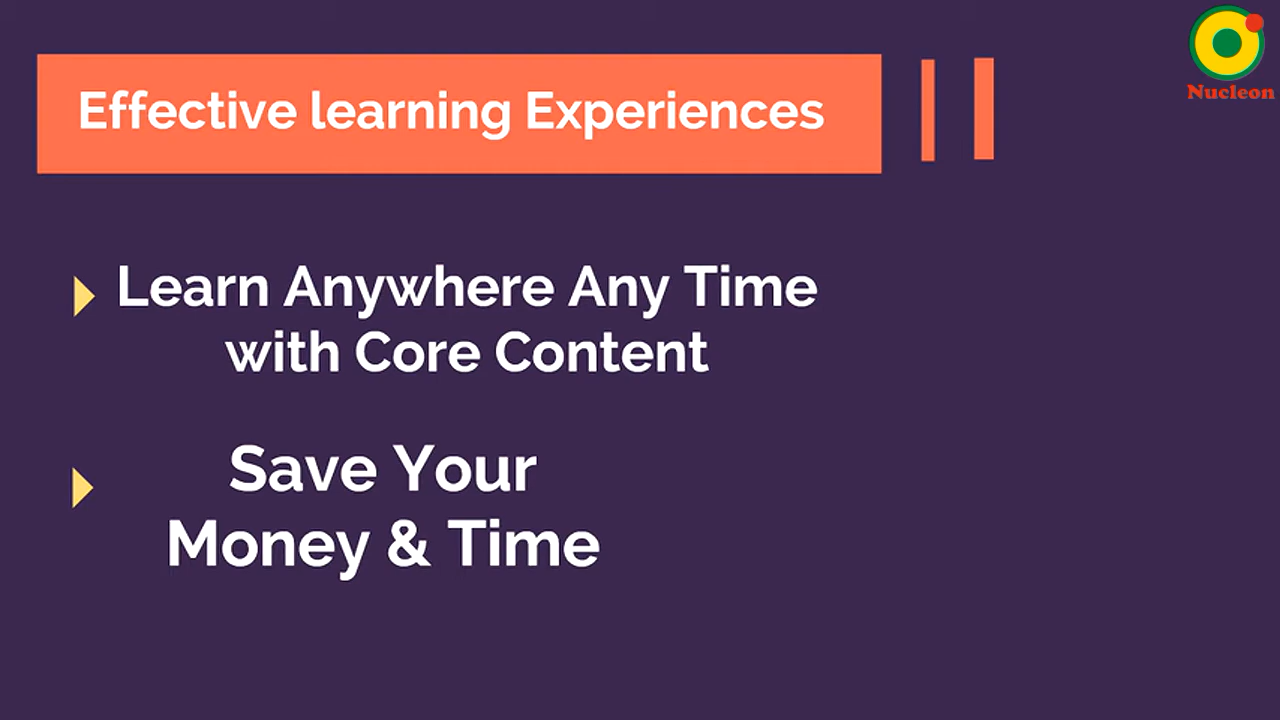 Nucleon
Effective learning Experiences
Learn Anywhere Any Time
with Core Content
Save Your
Money & Time